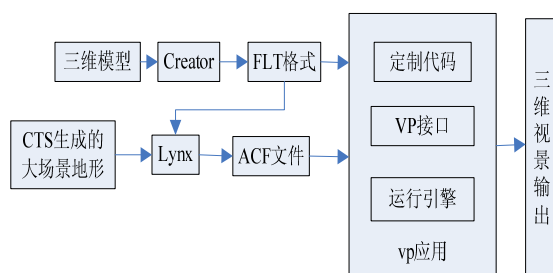 三维模型
Creator
FLT格式
CTS生成的
大场景地形
Lynx
ACF文件
定制代码
VP接口
运行引擎
vp应用
三维视景输出